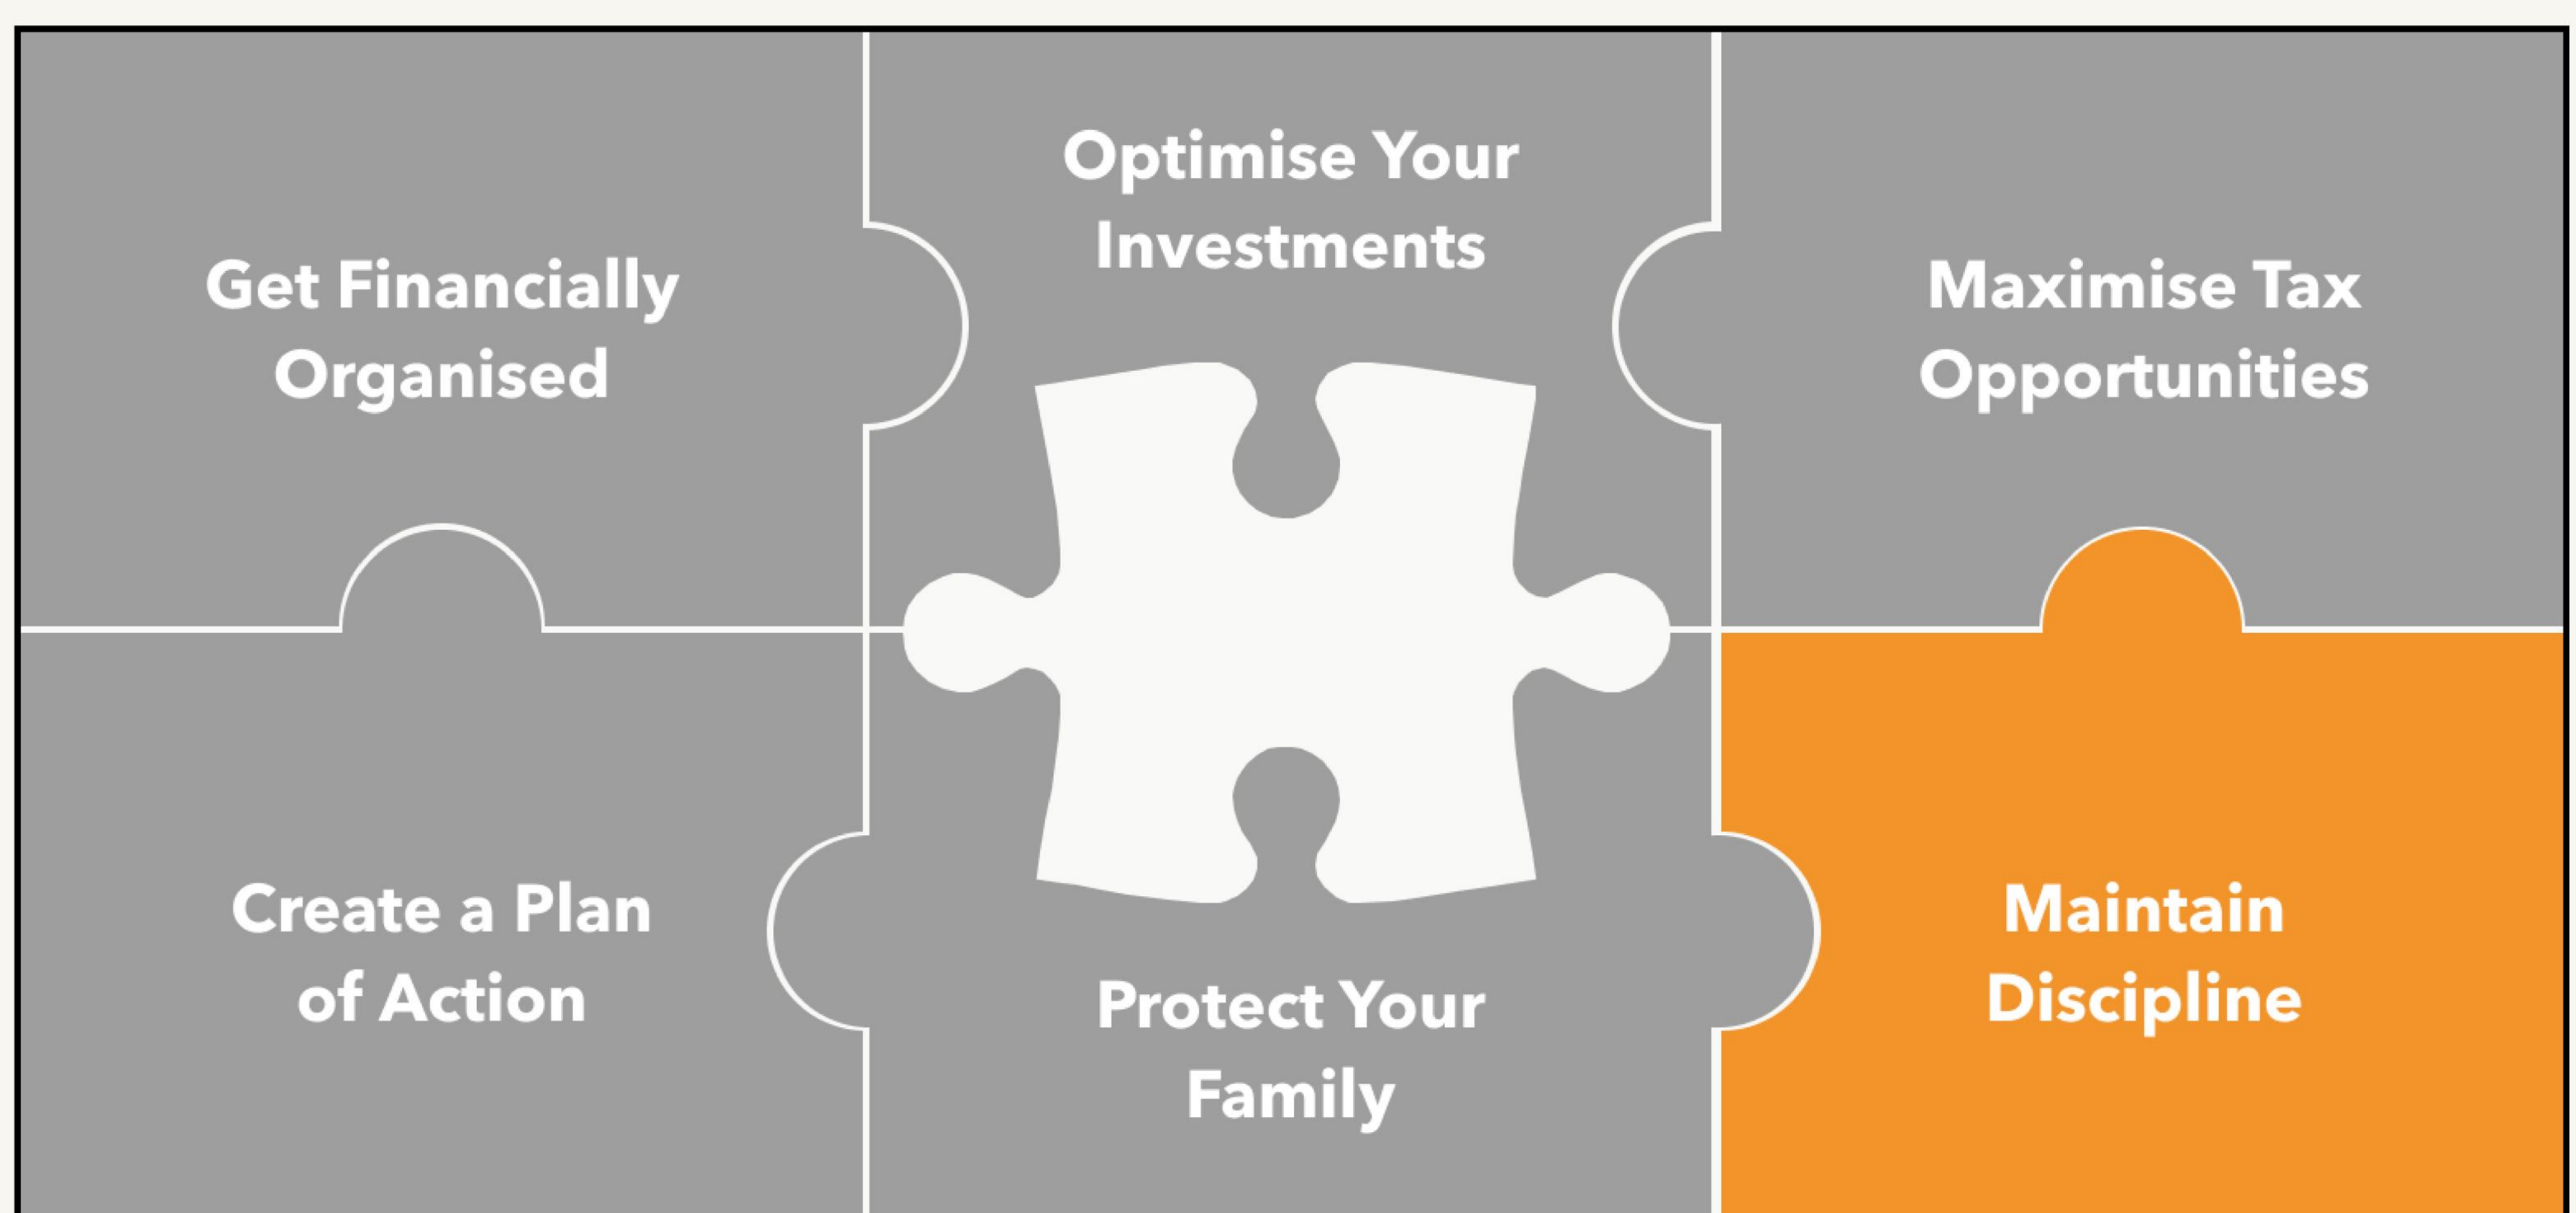 Get Financially
Organised
Optimise Your
Investments
Maximise Tax
Opportunities
Create a Plan
of Action
Protect Your
Family
Maintain
Discipline